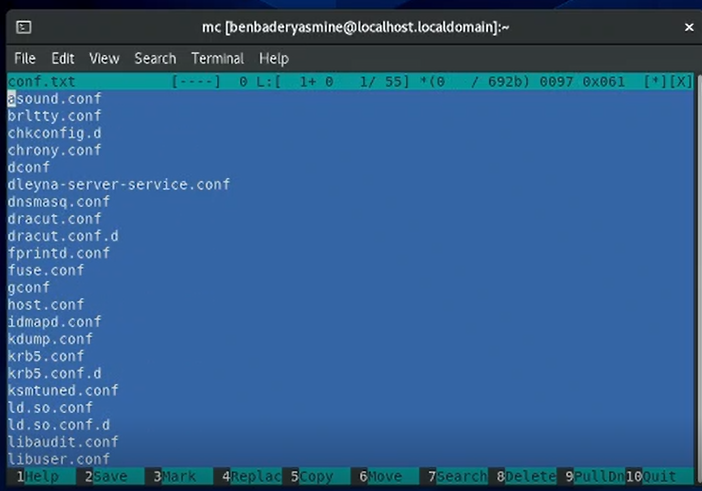 mc [benbaderyasmine@localhost.localdomain]:~ ×
File Edit View Search Terminal Help
conf.txt [----] 0 L:[ 1+ 0 1/ 55] *(0 / 692b) 0097 0x061 [*][X]
asound.conf
brltty.conf
chkconfig.d
chrony.conf
dconf
dleyna-server-service.conf
dnsmasq.conf
dracut.conf
dracut.conf.d
fprintd.conf
fuse.conf
gconf
host.conf
idmapd.conf
kdump.conf
krb5.conf
krb5.conf.d
ksmtuned.conf
ld.so.conf
ld.so.conf.d
libaudit.conf
libuser.conf
1Help 2Save 3Mark 4Replac 5Copy 6Move 7Search 8Delete 9PullDn 10Quit